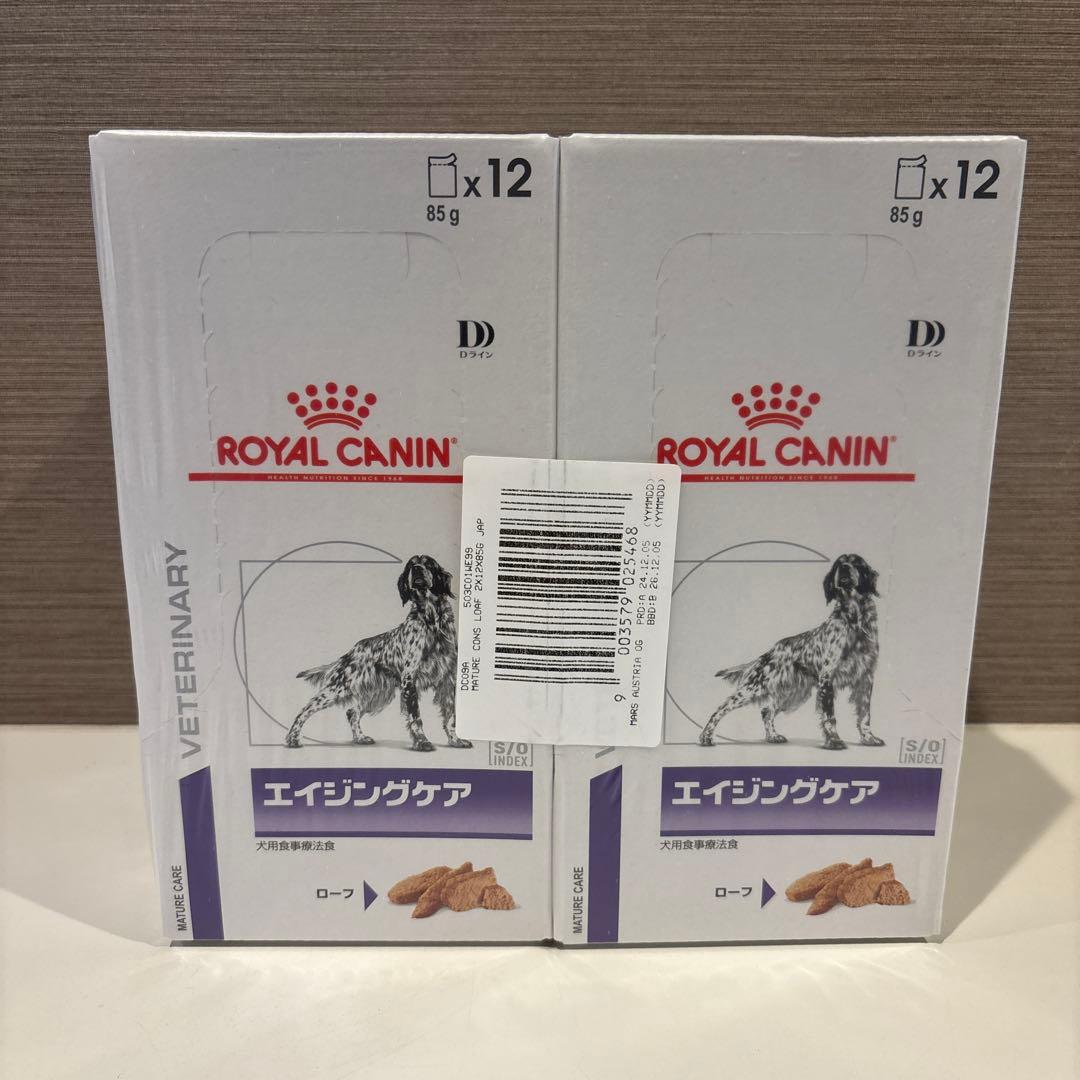 x12
85g
D
Dライン
ROYAL CANIN®
HEALTH NUTRITION SINCE 1968
VETERINARY
S/O
INDEX
エイジングケア
犬用食事療法食
ローフ
MATURE CARE
DC09A 503C01WE99
MATURE CONS LOAF 2X12X85G JAP
9 003579 025468
MARS AUSTRIA OG PRD:A 24.12.05 (YYMMDD)
BBD:B 26.12.05 (YYMMDD)
x12
85g
D
Dライン
ROYAL CANIN®
HEALTH NUTRITION SINCE 1968
S/O
INDEX
エイジングケア
犬用食事療法食
ローフ
MATURE CARE